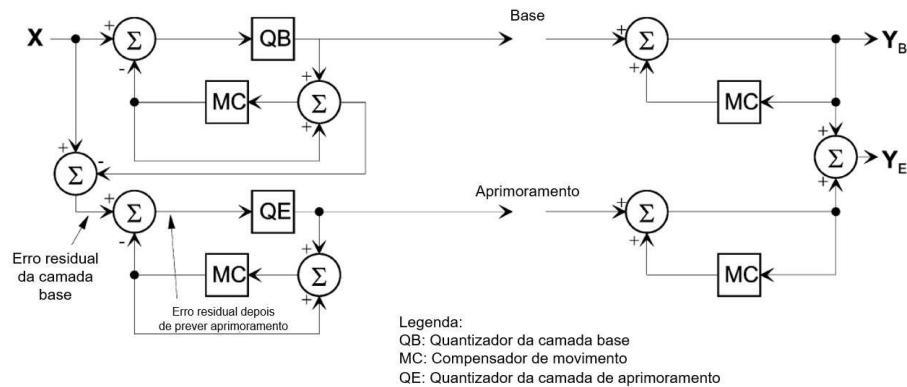 Base
X
+
Σ
-
QB
+
Σ
+
MC
+
Σ
+
Y_B
+
MC
+
Σ
-
+
Σ
+
Y_E
Aprimoramento
+
Σ
-
QE
+
Σ
+
MC
+
Σ
+
MC
Erro residual
da camada
base
Erro residual depois
de prever aprimoramento
Legenda:
QB: Quantizador da camada base
MC: Compensador de movimento
QE: Quantizador da camada de aprimoramento